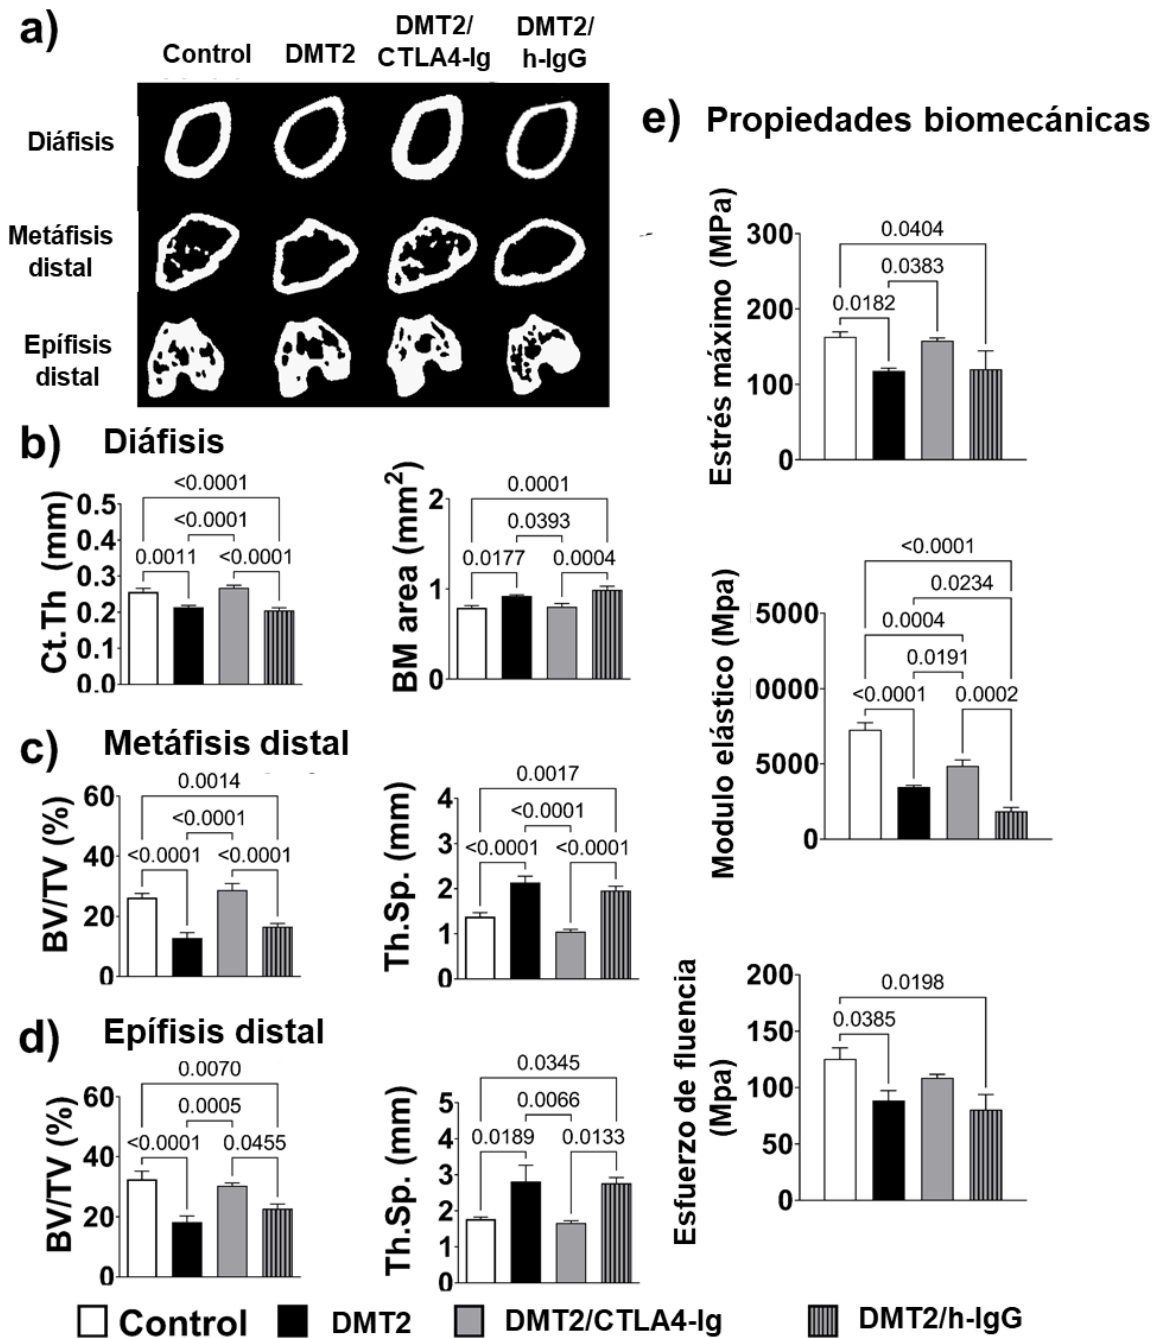 a)
Control
DMT2
DMT2/
CTLA4-Ig
DMT2/
h-IgG
Diáfisis
Metáfisis
distal
Epífisis
distal
b) Diáfisis
Ct.Th (mm)
0.5
0.4
0.3
0.2
0.1
0.0
<0.0001
<0.0001
0.0011
<0.0001
BM area (mm2)
2
1
0
0.0001
0.0393
0.0177
0.0004
c) Metáfisis distal
BV/TV (%)
60
40
20
0
0.0014
<0.0001
<0.0001
<0.0001
Th.Sp. (mm)
4
3
2
1
0
0.0017
<0.0001
<0.0001
<0.0001
d) Epífisis distal
BV/TV (%)
60
40
20
0
0.0070
0.0005
<0.0001
0.0455
Th.Sp. (mm)
5
4
3
2
1
0
0.0345
0.0066
0.0189
0.0133
e) Propiedades biomecánicas
Estrés máximo (MPa)
300
200
100
0
0.0404
0.0383
0.0182
Modulo elástico (Mpa)
5000
0000
5000
0
<0.0001
0.0234
0.0004
0.0191
<0.0001
0.0002
Esfuerzo de fluencia
(Mpa)
200
150
100
50
0
0.0198
0.0385
Control
DMT2
DMT2/CTLA4-Ig
DMT2/h-IgG